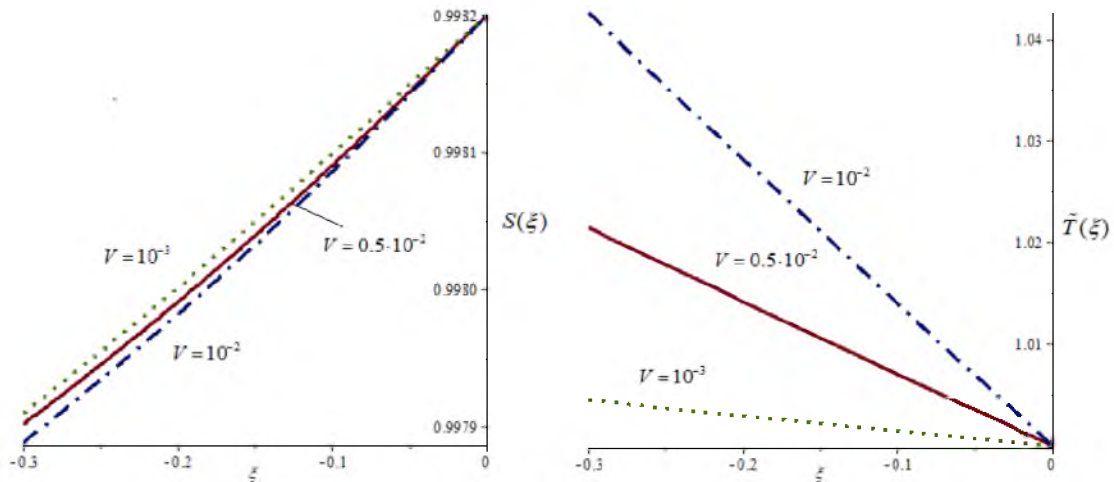 0.9982
0.9981
0.9980
0.9979
S(ξ)
V = 10⁻³
V = 0.5·10⁻²
V = 10⁻²
-0.3
-0.2
-0.1
0
ξ
1.04
1.03
1.02
1.01
T̃(ξ)
V = 10⁻²
V = 0.5·10⁻²
V = 10⁻³
-0.3
-0.2
-0.1
0
ξ